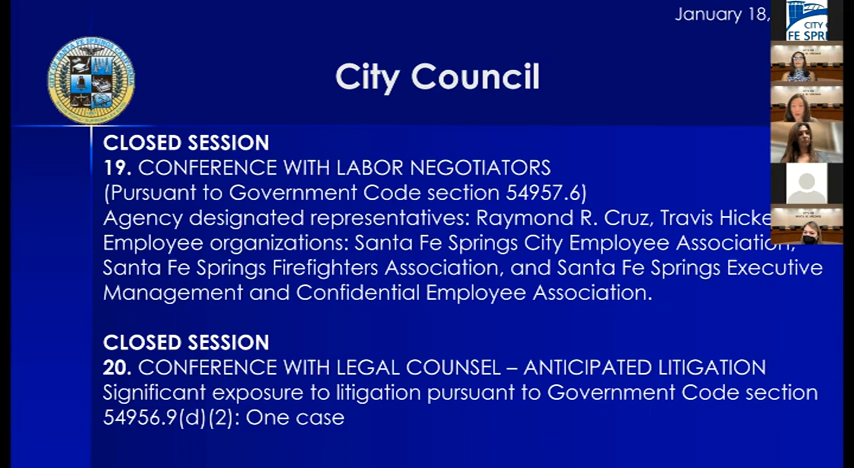 January 18,
CITY
FE SPRI
City Council
CLOSED SESSION
19. CONFERENCE WITH LABOR NEGOTIATORS
(Pursuant to Government Code section 54957.6)
Agency designated representatives: Raymond R. Cruz, Travis Hicke
Employee organizations: Santa Fe Springs City Employee Association,
Santa Fe Springs Firefighters Association, and Santa Fe Springs Executive
Management and Confidential Employee Association.
CLOSED SESSION
20. CONFERENCE WITH LEGAL COUNSEL – ANTICIPATED LITIGATION
Significant exposure to litigation pursuant to Government Code section
54956.9(d)(2): One case